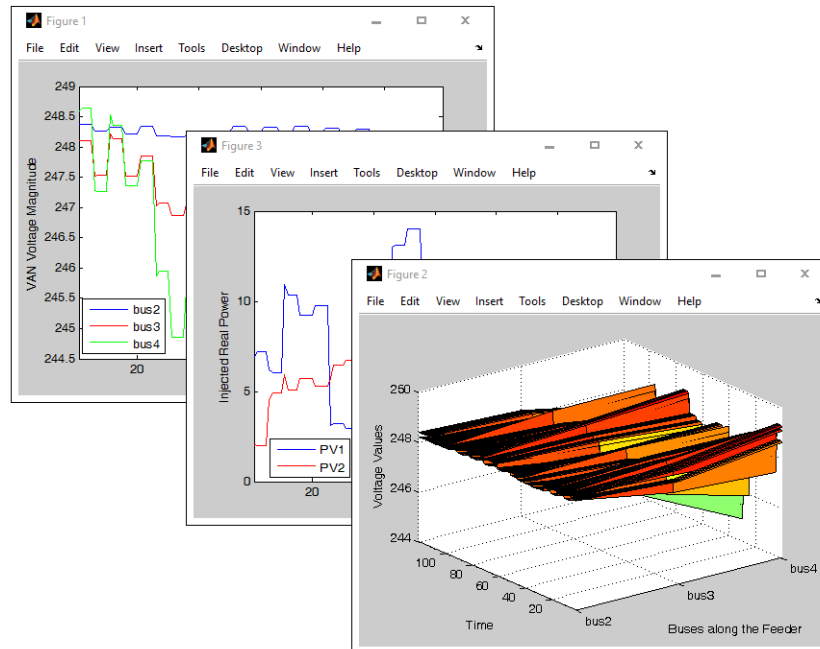 Figure 1
File Edit View Insert Tools Desktop Window Help
249
248.5
248
247.5
247
246.5
246
245.5
245
244.5
VAN Voltage Magnitude
bus2
bus3
bus4
20
Figure 3
File Edit View Insert Tools Desktop Window Help
15
10
5
0
Injected Real Power
PV1
PV2
20
Figure 2
File Edit View Insert Tools Desktop Window Help
250
248
246
244
Voltage Values
100
80
60
40
20
Time
bus2
bus3
bus4
Buses along the Feeder